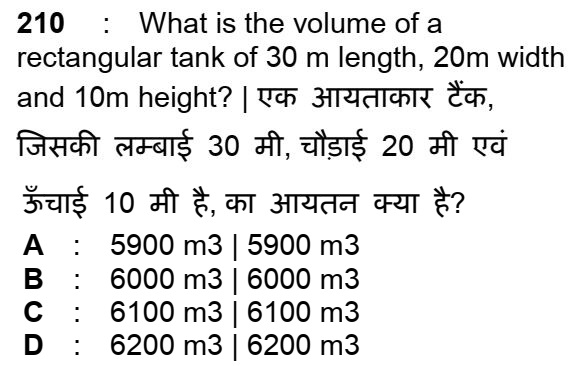 210 : What is the volume of a
rectangular tank of 30 m length, 20m width
and 10m height? | एक आयताकार टैंक,
जिसकी लम्बाई 30 मी, चौड़ाई 20 मी एवं
ऊँचाई 10 मी है, का आयतन क्या है?
A : 5900 m3 | 5900 m3
B : 6000 m3 | 6000 m3
C : 6100 m3 | 6100 m3
D : 6200 m3 | 6200 m3